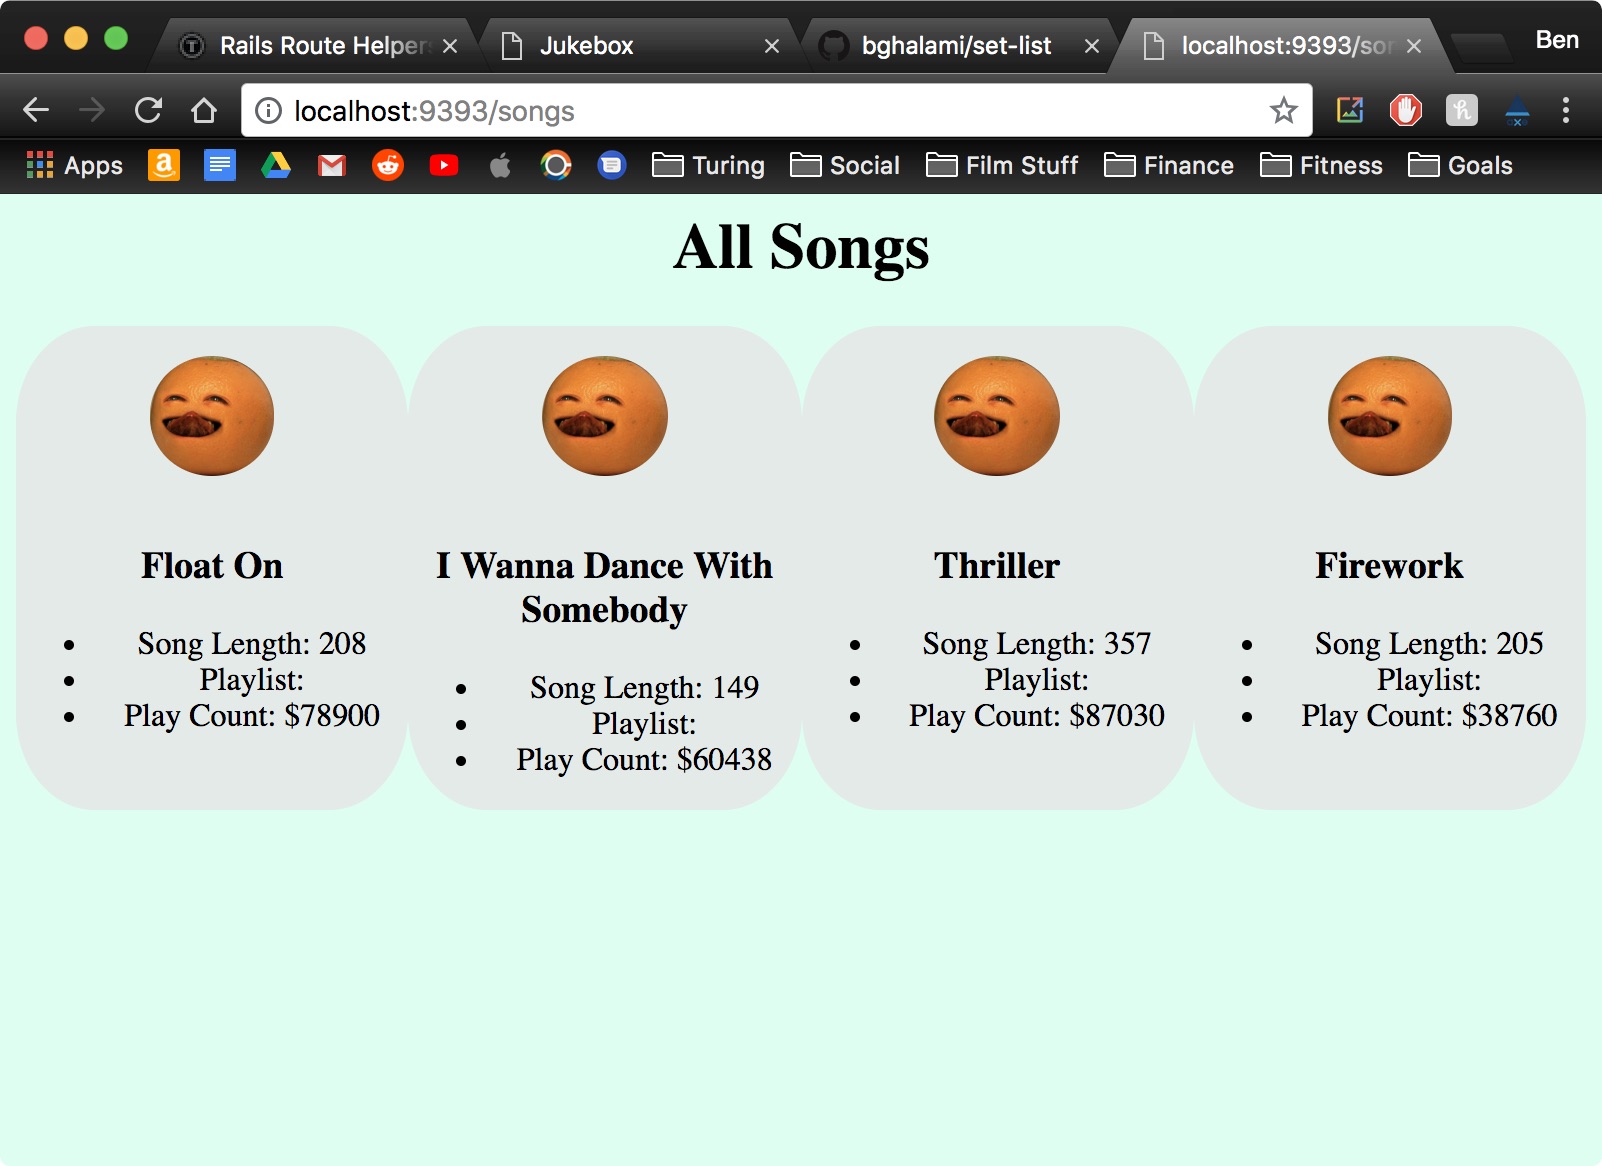 Rails Route Helpers
Jukebox
bghalami/set-list
localhost:9393/son
Ben
localhost:9393/songs
Apps
Turing
Social
Film Stuff
Finance
Fitness
Goals
All Songs
Float On
Song Length: 208
Playlist:
Play Count: $78900
I Wanna Dance With
Somebody
Song Length: 149
Playlist:
Play Count: $60438
Thriller
Song Length: 357
Playlist:
Play Count: $87030
Firework
Song Length: 205
Playlist:
Play Count: $38760